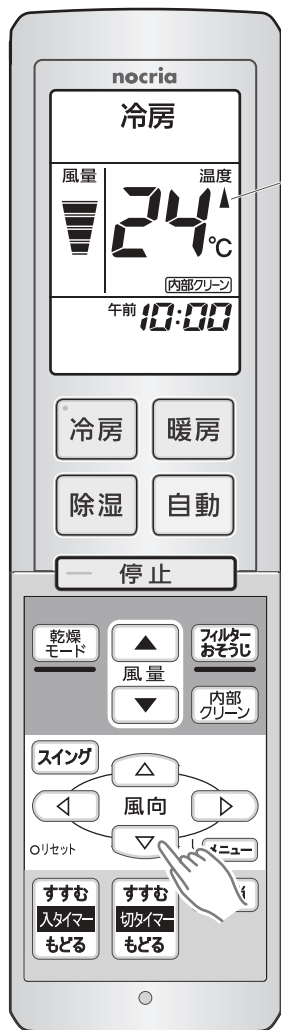 nocria
冷房
風量
温度
24℃
内部クリーン
午前 10:00
冷房
暖房
除湿
自動
停止
乾燥
モード
風量
フィルター
おそうじ
内部
クリーン
スイング
風向
リセット
メニュー
すすむ
入タイマー
もどる
すすむ
切タイマー
もどる